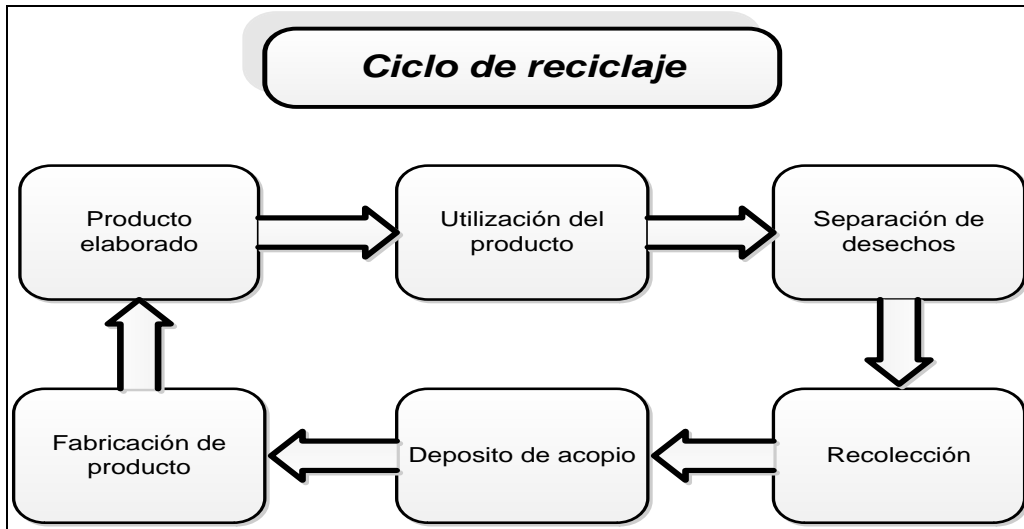 Ciclo de reciclaje
Producto
elaborado
Utilización del
producto
Separación de
desechos
Fabricación de
producto
Deposito de acopio
Recolección